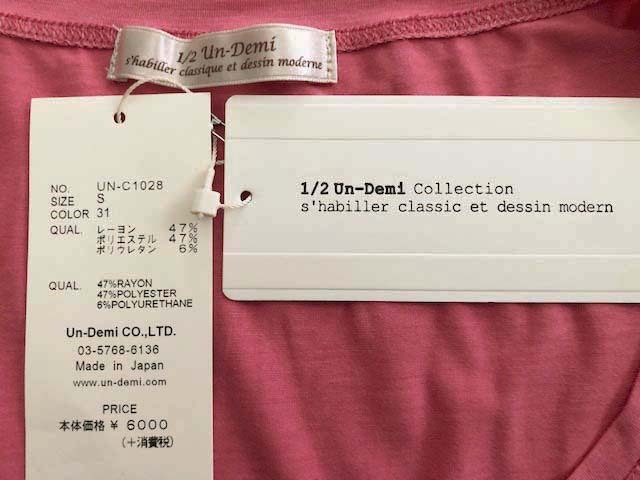 1/2 Un-Demi
s'habiller classique et dessin moderne
NO. UN-C1028
SIZE S
COLOR 31
QUAL. レーヨン 47%
ポリエステル 47%
ポリウレタン 6%
QUAL. 47%RAYON
47%POLYESTER
6%POLYURETHANE
Un-Demi CO.,LTD.
03-5768-6136
Made in Japan
www.un-demi.com
PRICE
本体価格 ¥ 6000
(+消費税)
1/2 Un-Demi Collection
s'habiller classic et dessin modern